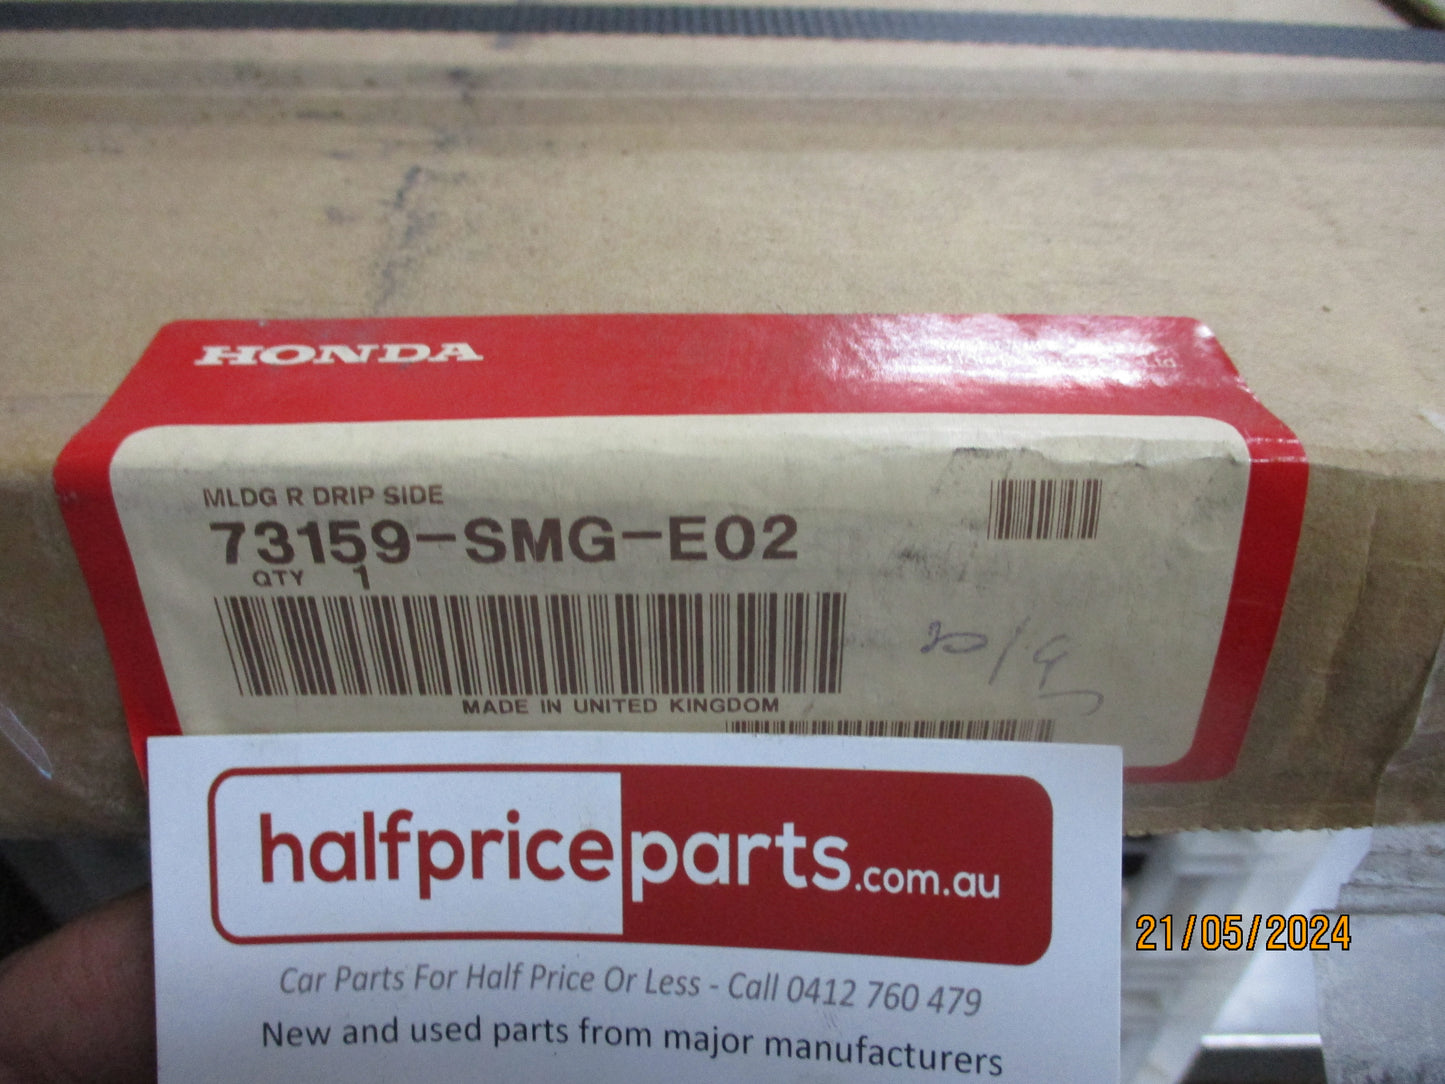 HONDA
MLDG R DRIP SIDE
73159-SMG-E02
QTY 1
MADE IN UNITED KINGDOM
halfpriceparts.com.au
Car Parts For Half Price Or Less - Call 0412 760 479
New and used parts from major manufacturers
21/05/2024